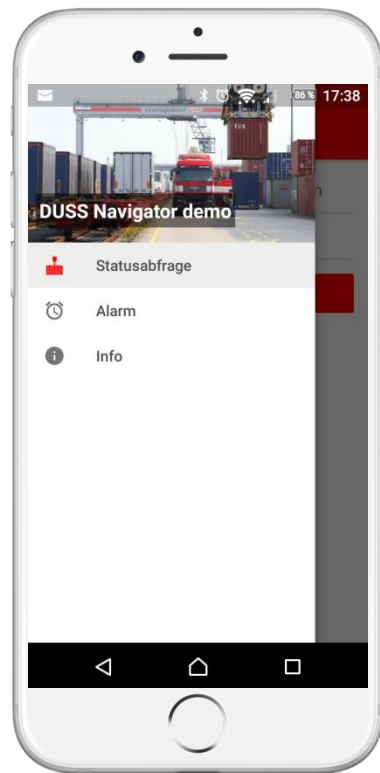 86% 17:38
DUSS Navigator demo
Statusabfrage
Alarm
Info